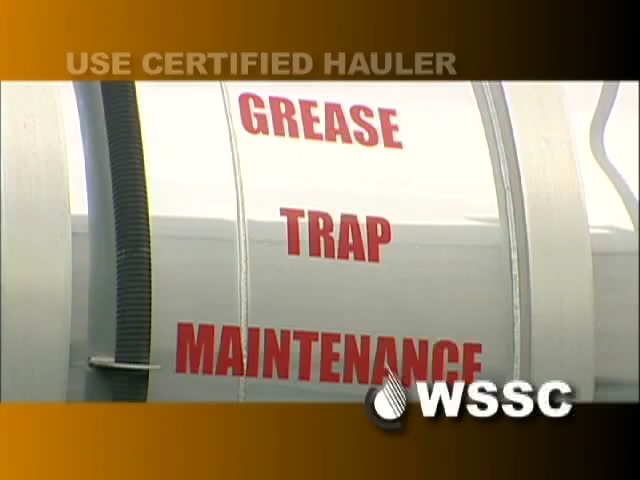 USE CERTIFIED HAULER
GREASE
TRAP
MAINTENANCE
WSSC